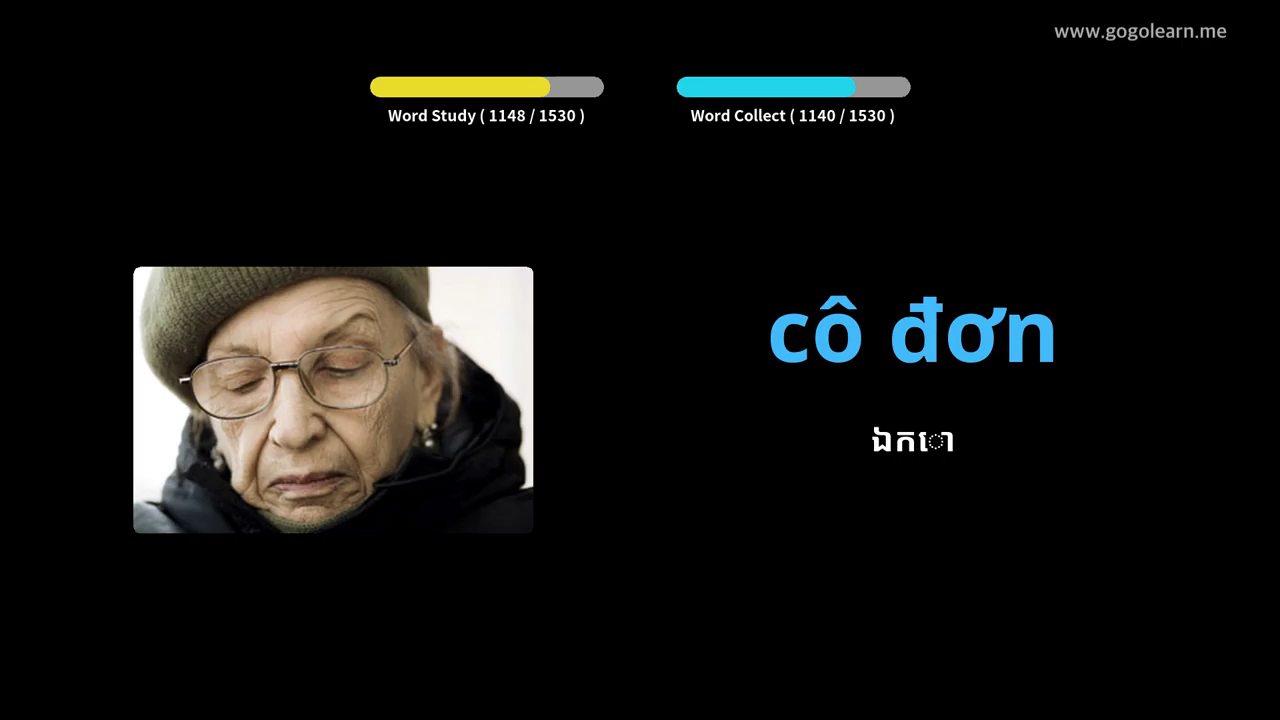 www.gogolearn.me
Word Study ( 1148 / 1530 )
Word Collect ( 1140 / 1530 )
cô đơn
ឯកោ